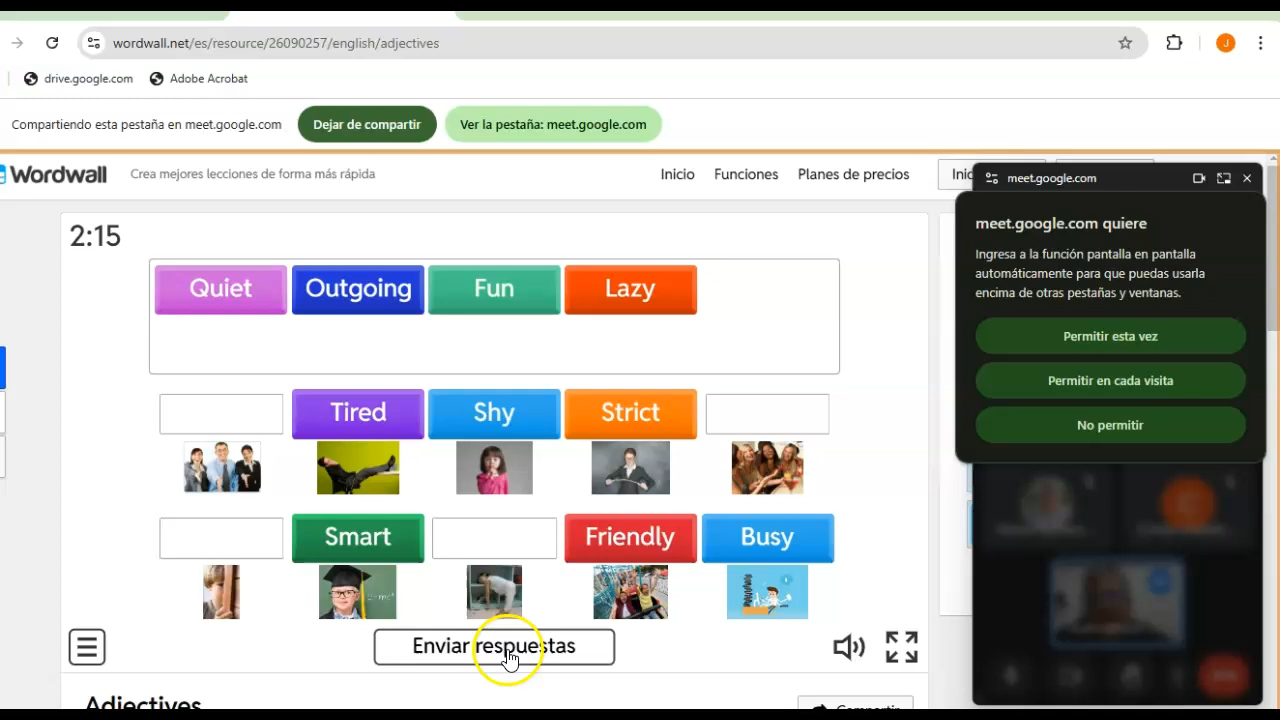 wordwall.net/es/resource/26090257/english/adjectives
J
drive.google.com Adobe Acrobat
Compartiendo esta pestaña en meet.google.com Dejar de compartir Ver la pestaña: meet.google.com
Wordwall Crea mejores lecciones de forma más rápida Inicio Funciones Planes de precios
meet.google.com
meet.google.com quiere
Ingresa a la función pantalla en pantalla
automáticamente para que puedas usarla
encima de otras pestañas y ventanas.
Permitir esta vez
Permitir en cada visita
No permitir
2:15
Quiet Outgoing Fun Lazy
Tired Shy Strict
Smart Friendly Busy
Enviar respuestas
Adjectives Compartir